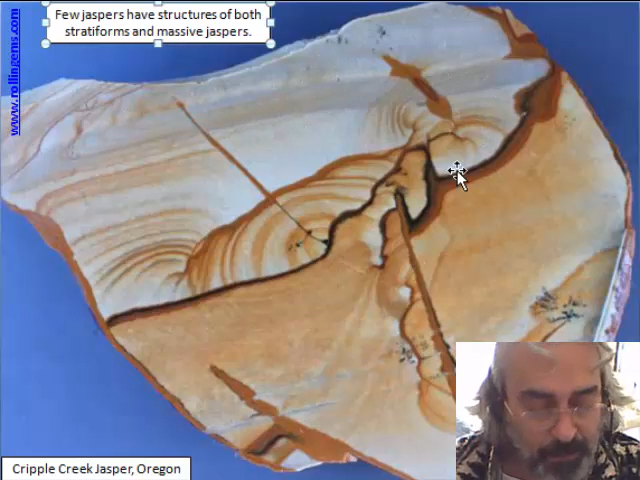 www.rollingems.com
Few jaspers have structures of both
stratiforms and massive jaspers.
Cripple Creek Jasper, Oregon